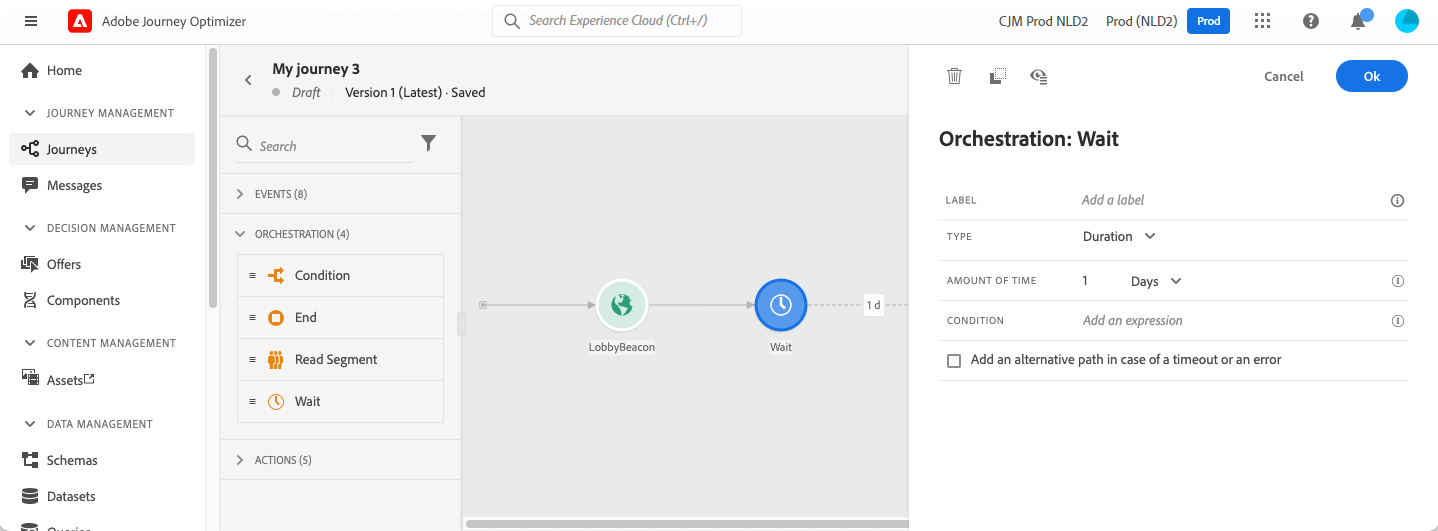 Adobe Journey Optimizer
Search Experience Cloud (Ctrl+/)
CJM Prod NLD2
Prod (NLD2)
Prod
Home
JOURNEY MANAGEMENT
Journeys
Messages
DECISION MANAGEMENT
Offers
Components
CONTENT MANAGEMENT
Assets
DATA MANAGEMENT
Schemas
Datasets
Queries
My journey 3
Draft
Version 1 (Latest) · Saved
Search
EVENTS (8)
ORCHESTRATION (4)
Condition
End
Read Segment
Wait
ACTIONS (5)
LobbyBeacon
Wait
1 d
Cancel
Ok
Orchestration: Wait
LABEL
Add a label
TYPE
Duration
AMOUNT OF TIME
1
Days
CONDITION
Add an expression
Add an alternative path in case of a timeout or an error